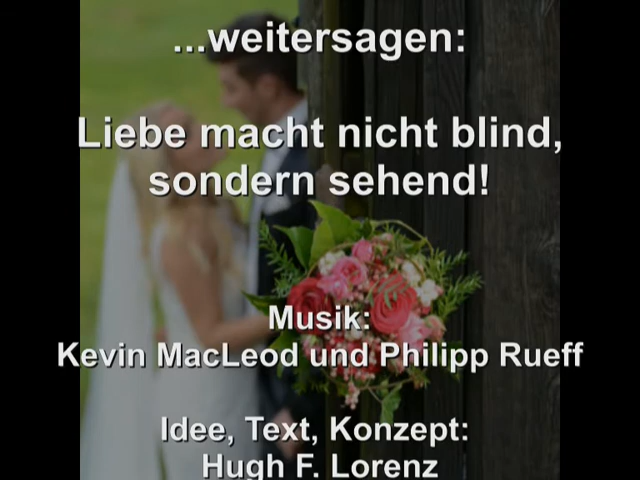 ...weitersagen:
Liebe macht nicht blind,
sondern sehend!
Musik:
Kevin MacLeod und Philipp Rueff
Idee, Text, Konzept:
Hugh F. Lorenz